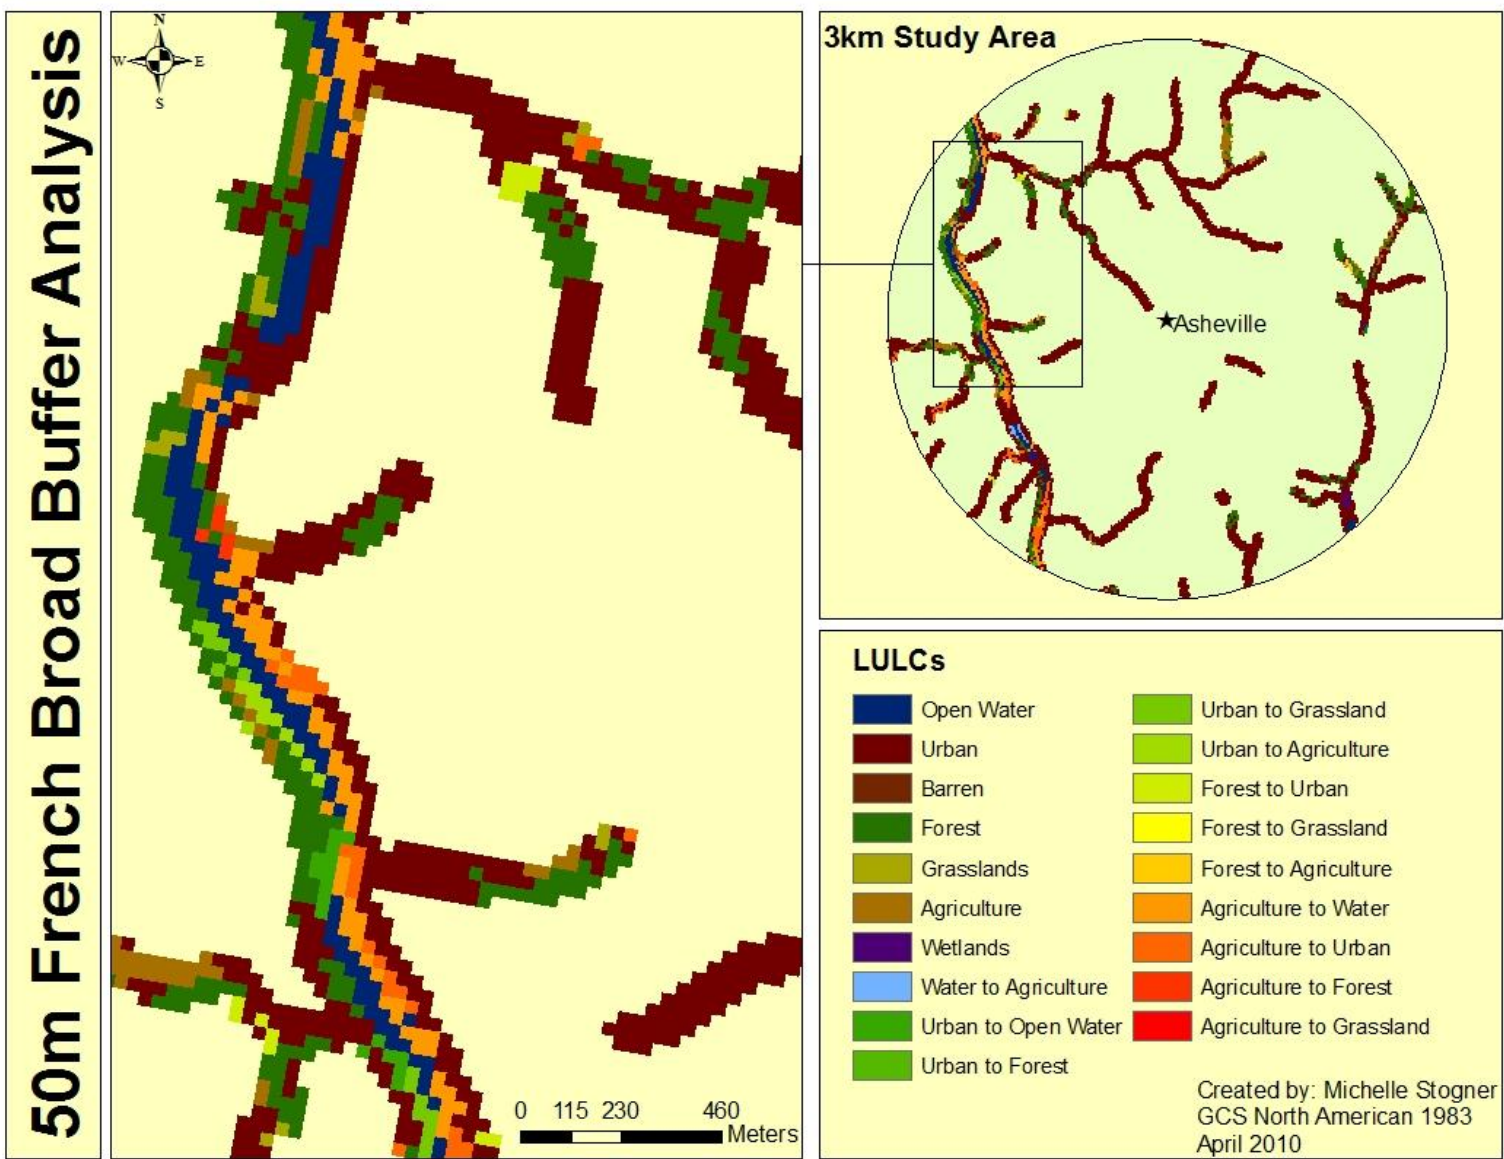 50m French Broad Buffer Analysis
N
W E
S
0 115 230 460
Meters
3km Study Area
Asheville
LULCs
Open Water
Urban
Barren
Forest
Grasslands
Agriculture
Wetlands
Water to Agriculture
Urban to Open Water
Urban to Forest
Urban to Grassland
Urban to Agriculture
Forest to Urban
Forest to Grassland
Forest to Agriculture
Agriculture to Water
Agriculture to Urban
Agriculture to Forest
Agriculture to Grassland
Created by: Michelle Stogner
GCS North American 1983
April 2010